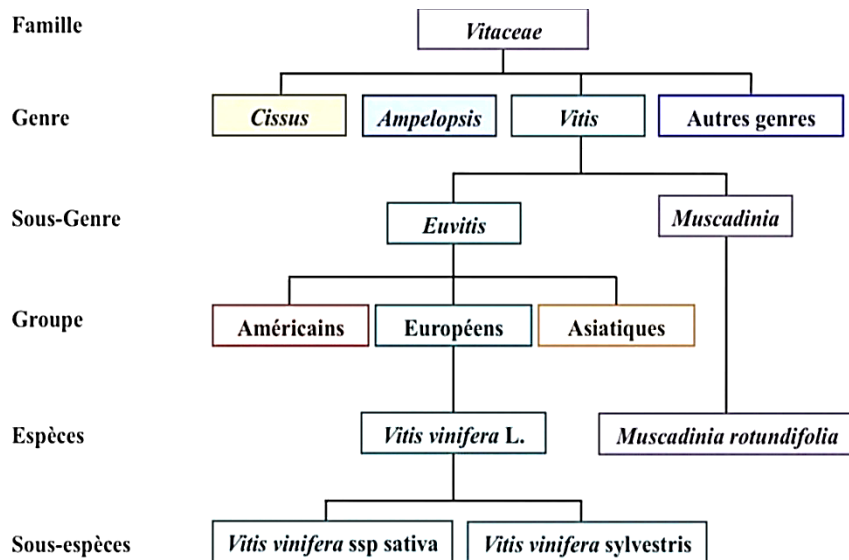 Famille
Vitaceae
Genre
Cissus
Ampelopsis
Vitis
Autres genres
Sous-Genre
Euvitis
Muscadinia
Groupe
Américains
Européens
Asiatiques
Espèces
Vitis vinifera L.
Muscadinia rotundifolia
Sous-espèces
Vitis vinifera ssp sativa
Vitis vinifera sylvestris